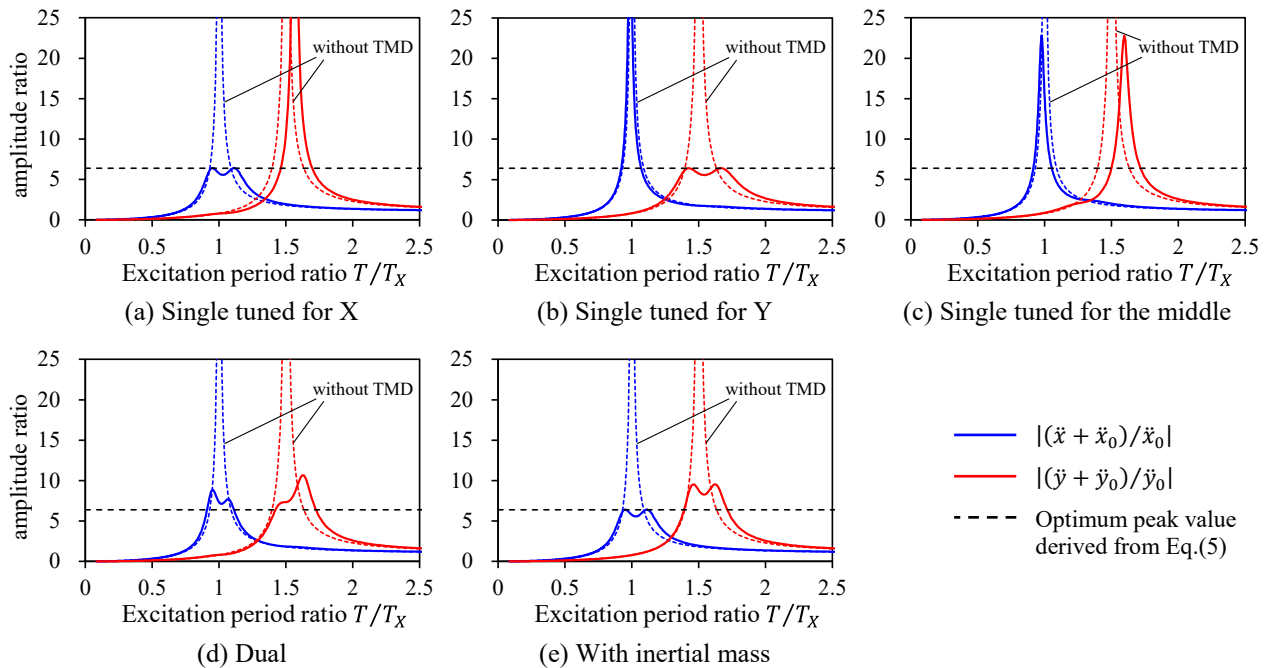 25
20
15
10
5
0
amplitude ratio
without TMD
0 0.5 1 1.5 2 2.5
Excitation period ratio T/T_X
(a) Single tuned for X
25
20
15
10
5
0
without TMD
0 0.5 1 1.5 2 2.5
Excitation period ratio T/T_X
(b) Single tuned for Y
25
20
15
10
5
0
without TMD
0 0.5 1 1.5 2 2.5
Excitation period ratio T/T_X
(c) Single tuned for the middle
25
20
15
10
5
0
amplitude ratio
without TMD
0 0.5 1 1.5 2 2.5
Excitation period ratio T/T_X
(d) Dual
25
20
15
10
5
0
without TMD
0 0.5 1 1.5 2 2.5
Excitation period ratio T/T_X
(e) With inertial mass
|(ẍ + ẍ₀)/ẍ₀|
|(ÿ + ÿ₀)/ÿ₀|
Optimum peak value
derived from Eq.(5)